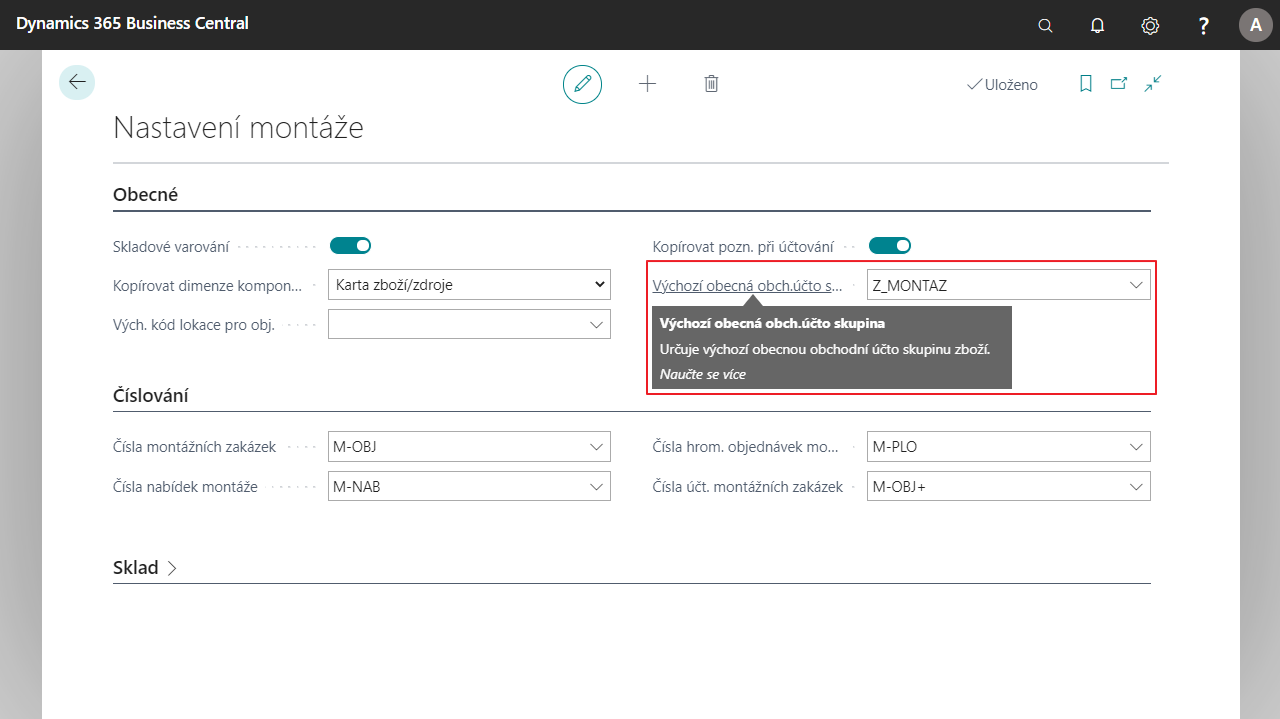 Dynamics 365 Business Central
?
A
Uloženo
Nastavení montáže
Obecné
Skladové varování
Kopírovat pozn. při účtování
Kopírovat dimenze kompon...
Karta zboží/zdroje
Výchozí obecná obch.účto s...
Z_MONTAZ
Vých. kód lokace pro obj.
Výchozí obecná obch.účto skupina
Určuje výchozí obecnou obchodní účto skupinu zboží.
Naučte se více
Číslování
Čísla montážních zakázek
M-OBJ
Čísla hrom. objednávek mo...
M-PLO
Čísla nabídek montáže
M-NAB
Čísla účt. montážních zakázek
M-OBJ+
Sklad